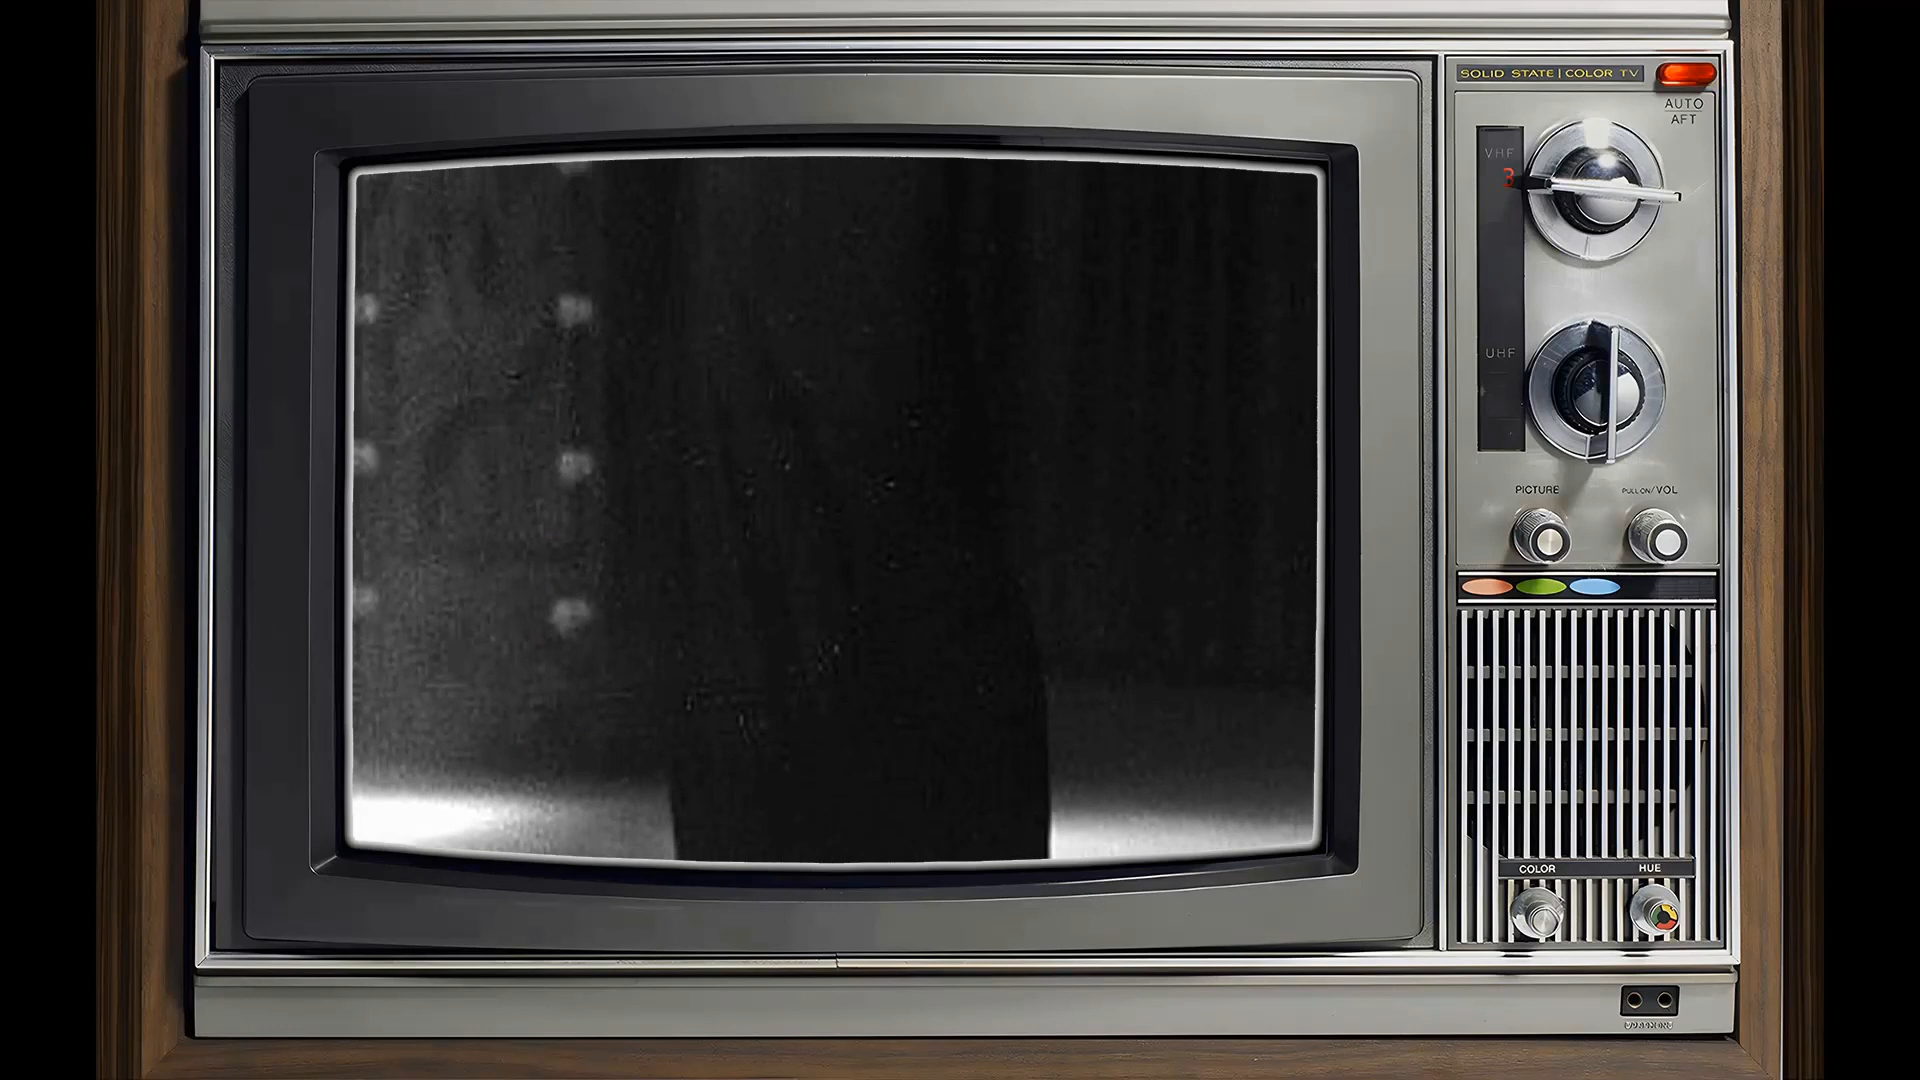 SOLID STATE | COLOR TV
AUTO
AFT
VHF
3
UHF
PICTURE
PULL ON/VOL
COLOR
HUE